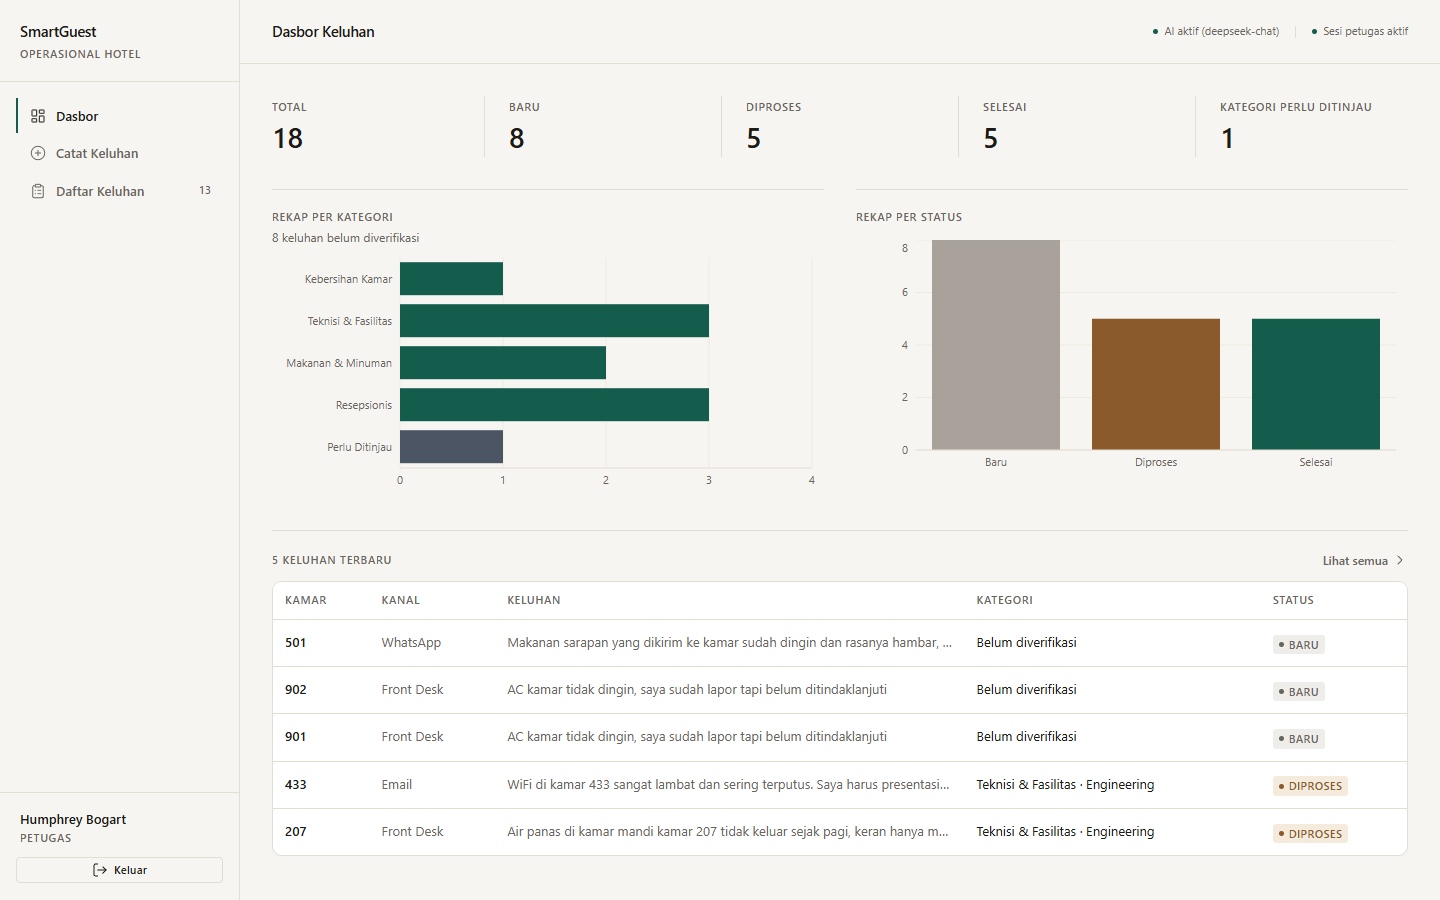 SmartGuest
OPERASIONAL HOTEL
Dasbor
Catat Keluhan
Daftar Keluhan 13
Humphrey Bogart
PETUGAS
Keluar
Dasbor Keluhan
AI aktif (deepseek-chat) Sesi petugas aktif
TOTAL BARU DIPROSES SELESAI KATEGORI PERLU DITINJAU
18 8 5 5 1
REKAP PER KATEGORI
8 keluhan belum diverifikasi
Kebersihan Kamar
Teknisi & Fasilitas
Makanan & Minuman
Resepsionis
Perlu Ditinjau
0 1 2 3 4
REKAP PER STATUS
8
6
4
2
0
Baru Diproses Selesai
5 KELUHAN TERBARU Lihat semua
KAMAR KANAL KELUHAN KATEGORI STATUS
501 WhatsApp Makanan sarapan yang dikirim ke kamar sudah dingin dan rasanya hambar, ... Belum diverifikasi BARU
902 Front Desk AC kamar tidak dingin, saya sudah lapor tapi belum ditindaklanjuti Belum diverifikasi BARU
901 Front Desk AC kamar tidak dingin, saya sudah lapor tapi belum ditindaklanjuti Belum diverifikasi BARU
433 Email WiFi di kamar 433 sangat lambat dan sering terputus. Saya harus presentasi... Teknisi & Fasilitas · Engineering DIPROSES
207 Front Desk Air panas di kamar mandi kamar 207 tidak keluar sejak pagi, keran hanya m... Teknisi & Fasilitas · Engineering DIPROSES